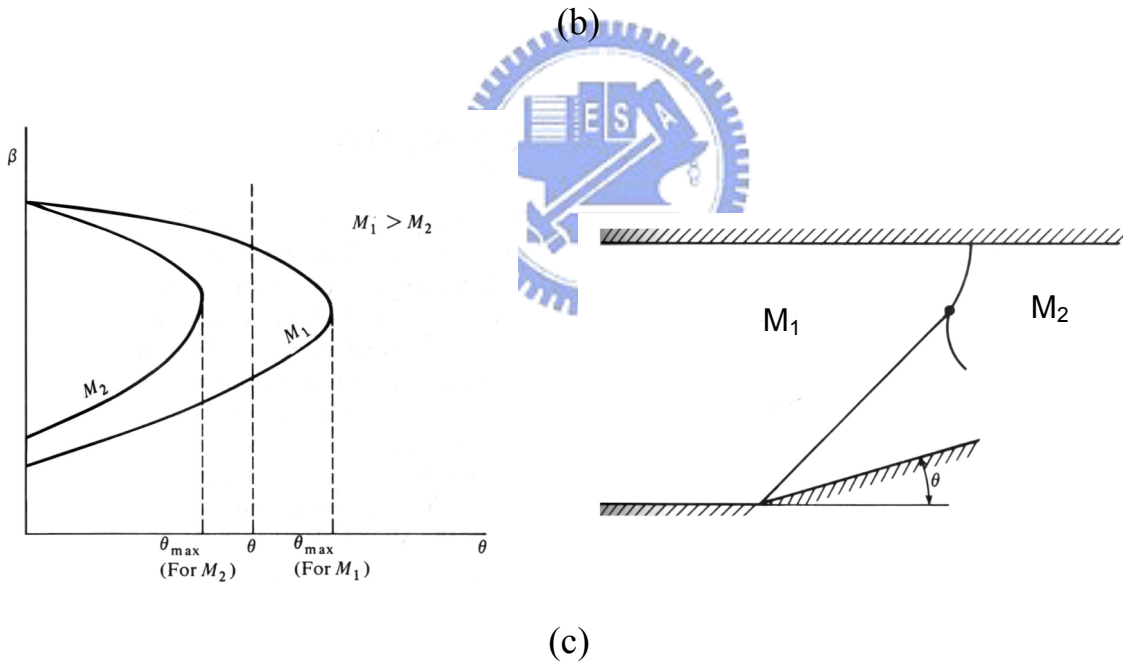 (b)
E S A
β
M₁ > M₂
M₁
M₂
θmax
(For M₂)
θ
θmax
(For M₁)
θ
M₁
M₂
θ
(c)